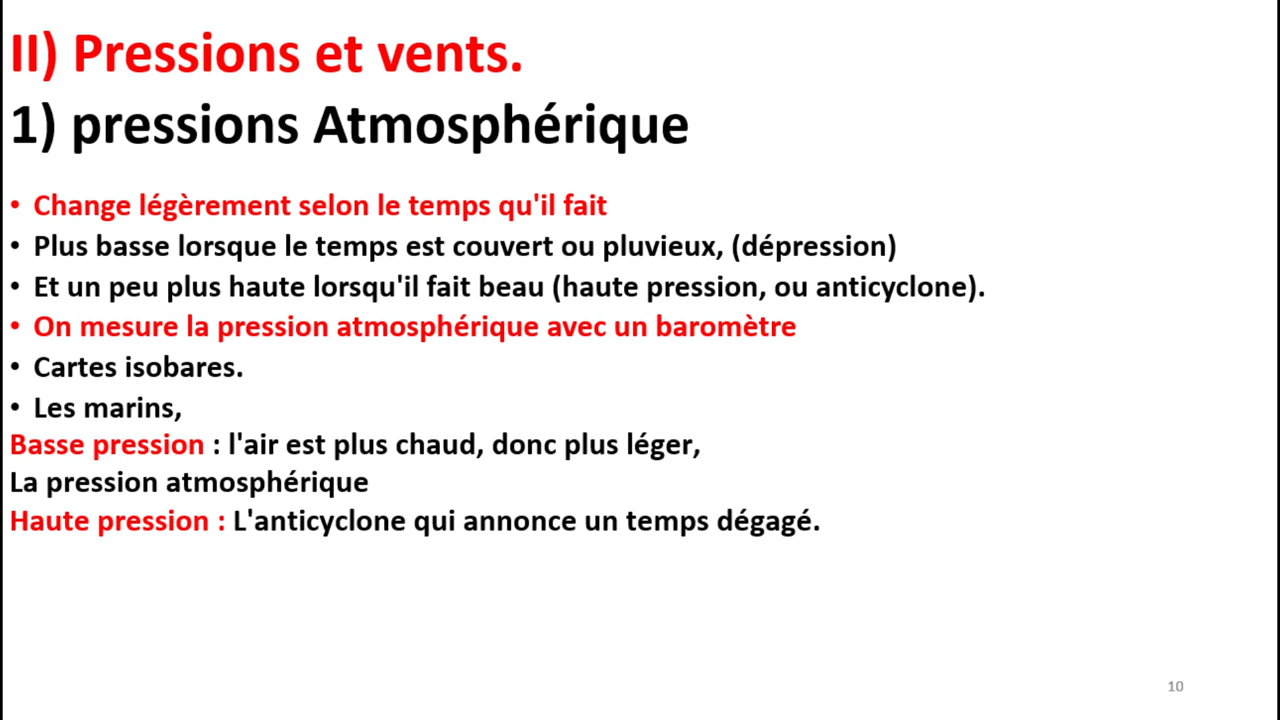 II) Pressions et vents.
1) pressions Atmosphérique
• Change légèrement selon le temps qu'il fait
• Plus basse lorsque le temps est couvert ou pluvieux, (dépression)
• Et un peu plus haute lorsqu'il fait beau (haute pression, ou anticyclone).
• On mesure la pression atmosphérique avec un baromètre
• Cartes isobares.
• Les marins,
Basse pression : l'air est plus chaud, donc plus léger,
La pression atmosphérique
Haute pression : L'anticyclone qui annonce un temps dégagé.
10